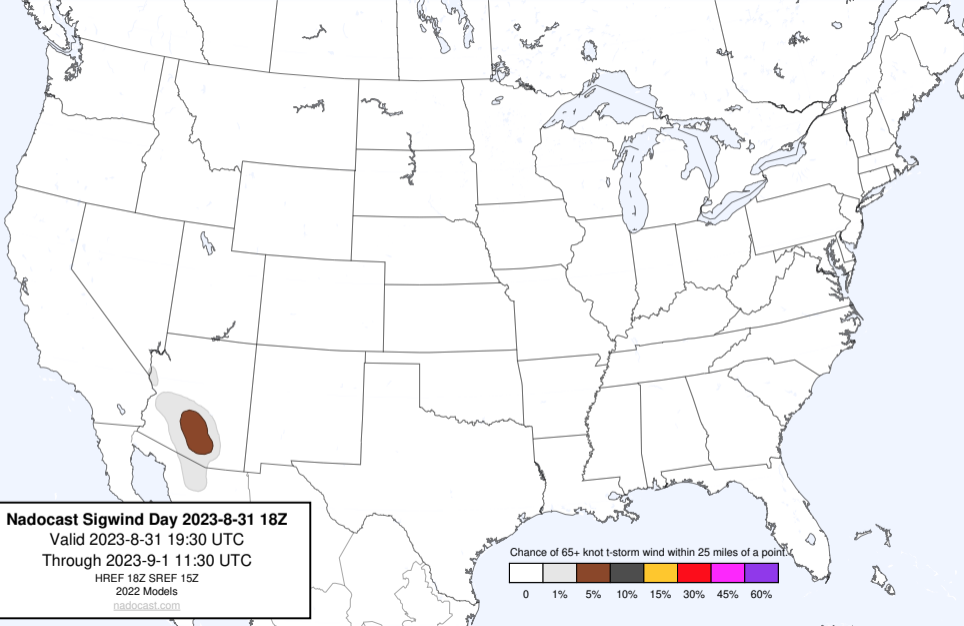 Nadocast Sigwind Day 2023-8-31 18Z
Valid 2023-8-31 19:30 UTC
Through 2023-9-1 11:30 UTC
HREF 18Z SREF 15Z
2022 Models
nadocast.com
Chance of 65+ knot t-storm wind within 25 miles of a point.
0 1% 5% 10% 15% 30% 45% 60%